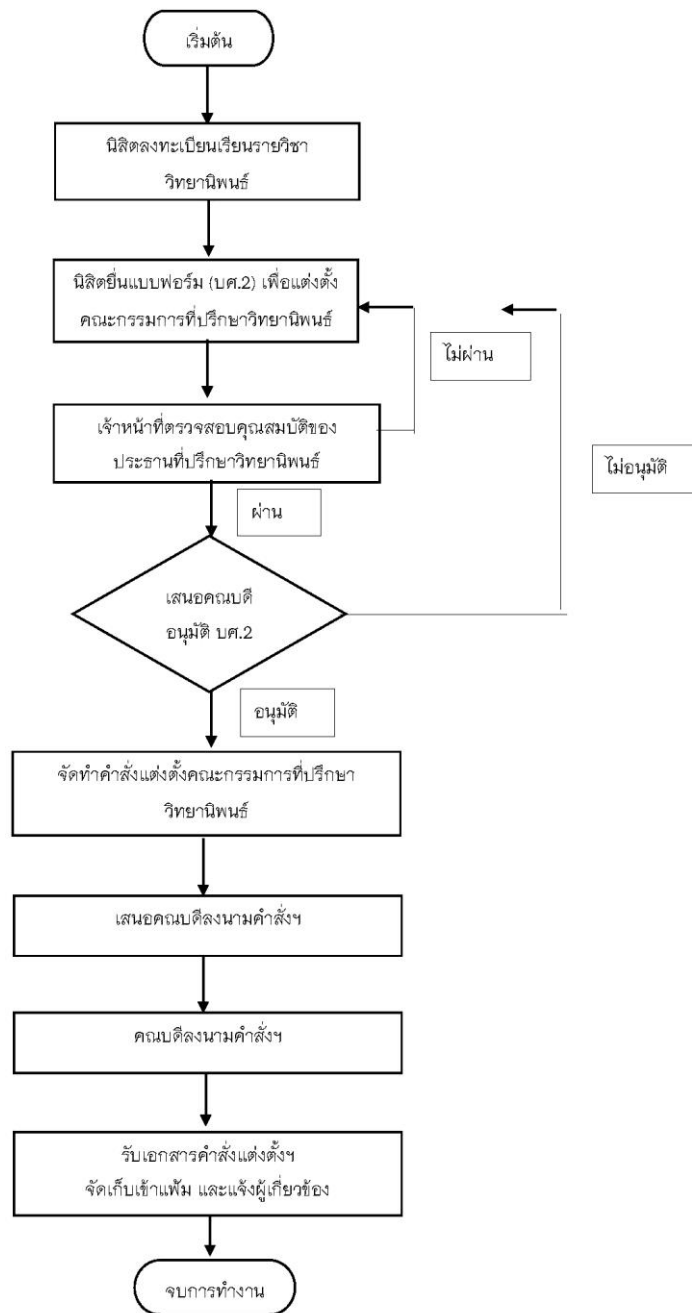 เริ่มต้น
นิสิตลงทะเบียนเรียนรายวิชา
วิทยานิพนธ์
นิสิตยื่นแบบฟอร์ม (บศ.2) เพื่อแต่งตั้ง
คณะกรรมการที่ปรึกษาวิทยานิพนธ์
ไม่ผ่าน
เจ้าหน้าที่ตรวจสอบคุณสมบัติของ
ประธานที่ปรึกษาวิทยานิพนธ์
ไม่อนุมัติ
ผ่าน
เสนอคณบดี
อนุมัติ บศ.2
อนุมัติ
จัดทำคำสั่งแต่งตั้งคณะกรรมการที่ปรึกษา
วิทยานิพนธ์
เสนอคณบดีลงนามคำสั่งฯ
คณบดีลงนามคำสั่งฯ
รับเอกสารคำสั่งแต่งตั้งฯ
จัดเก็บเข้าแฟ้ม และแจ้งผู้เกี่ยวข้อง
จบการทำงาน